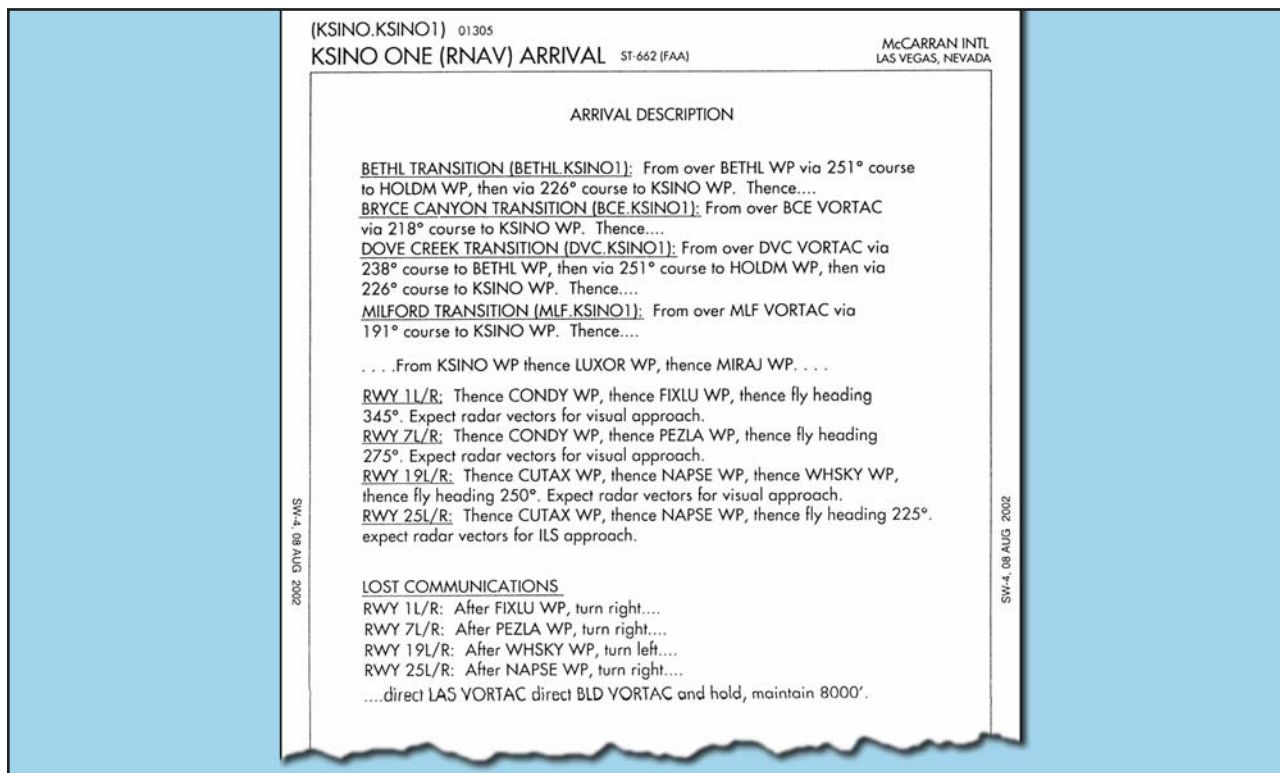 (KSINO.KSINO1) 01305
KSINO ONE (RNAV) ARRIVAL ST-662 (FAA)
McCARRAN INTL
LAS VEGAS, NEVADA
ARRIVAL DESCRIPTION
BETHL TRANSITION (BETHL.KSINO1): From over BETHL WP via 251° course
to HOLDM WP, then via 226° course to KSINO WP. Thence....
BRYCE CANYON TRANSITION (BCE.KSINO1): From over BCE VORTAC
via 218° course to KSINO WP. Thence....
DOVE CREEK TRANSITION (DVC.KSINO1): From over DVC VORTAC via
238° course to BETHL WP, then via 251° course to HOLDM WP, then via
226° course to KSINO WP. Thence....
MILFORD TRANSITION (MLF.KSINO1): From over MLF VORTAC via
191° course to KSINO WP. Thence....
. . . .From KSINO WP thence LUXOR WP, thence MIRAJ WP. . . .
RWY 1L/R: Thence CONDY WP, thence FIXLU WP, thence fly heading
345°. Expect radar vectors for visual approach.
RWY 7L/R: Thence CONDY WP, thence PEZLA WP, thence fly heading
275°. Expect radar vectors for visual approach.
RWY 19L/R: Thence CUTAX WP, thence NAPSE WP, thence WHSKY WP,
thence fly heading 250°. Expect radar vectors for visual approach.
RWY 25L/R: Thence CUTAX WP, thence NAPSE WP, thence fly heading 225°.
expect radar vectors for ILS approach.
LOST COMMUNICATIONS
RWY 1L/R: After FIXLU WP, turn right....
RWY 7L/R: After PEZLA WP, turn right....
RWY 19L/R: After WHSKY WP, turn left....
RWY 25L/R: After NAPSE WP, turn right....
....direct LAS VORTAC direct BLD VORTAC and hold, maintain 8000'.
SW-4, 08 AUG 2002
SW-4, 08 AUG 2002